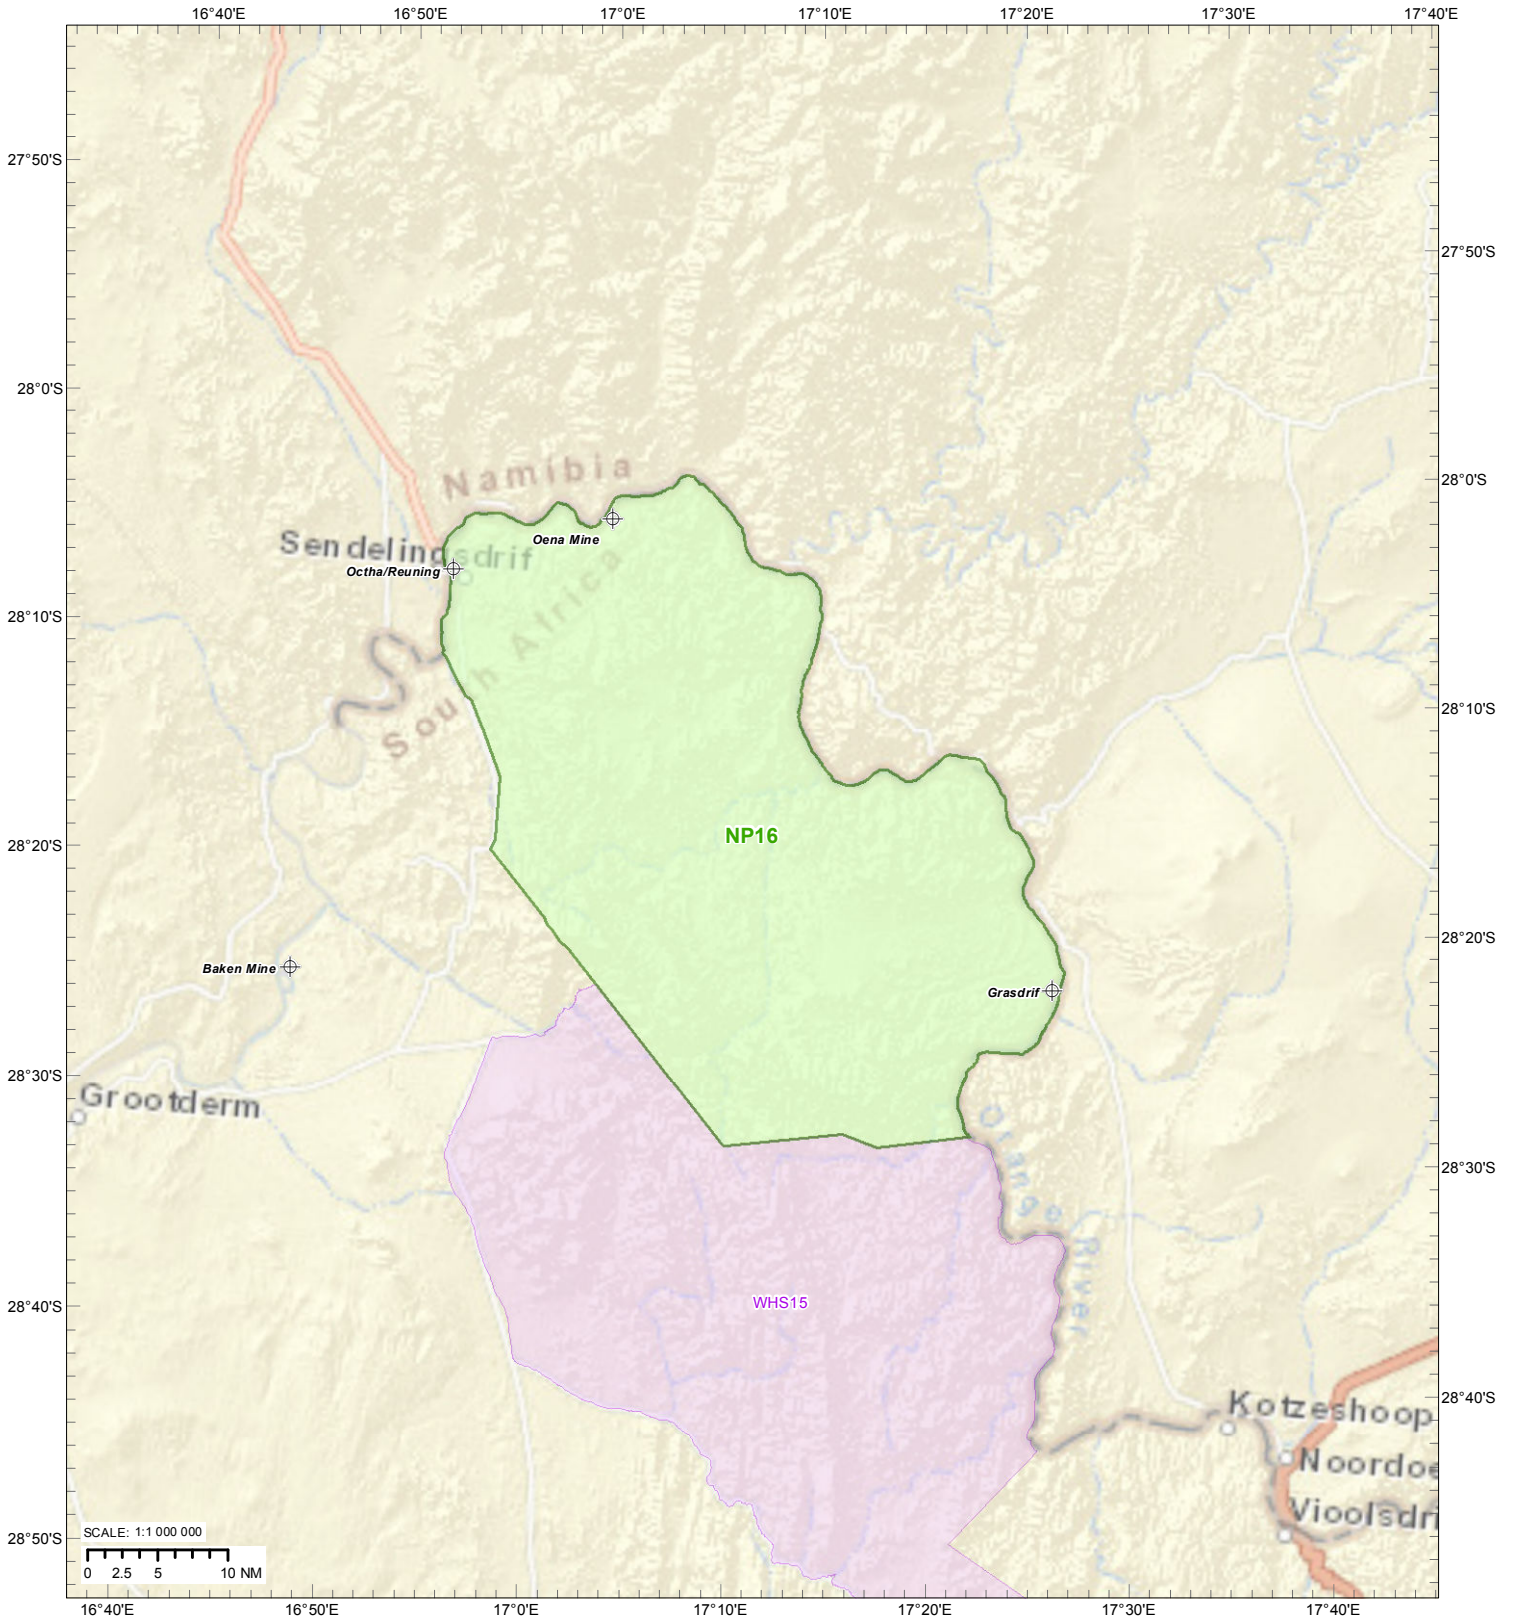 16°40'E 16°50'E 17°0'E 17°10'E 17°20'E 17°30'E 17°40'E
27°50'S
27°50'S
28°0'S
Namibia
28°0'S
Oena Mine
Sendelingsdrif
Octha/Reuning
South Africa
28°10'S
28°10'S
NP16
28°20'S
28°20'S
Baken Mine
Grasdrif
28°30'S
Grootderm
Orange River
28°30'S
WHS15
28°40'S
28°40'S
Kotzeshoop
Noordoe
Vioolsdri
SCALE: 1:1 000 000
28°50'S
0 2.5 5 10 NM
16°40'E 16°50'E 17°0'E 17°10'E 17°20'E 17°30'E 17°40'E